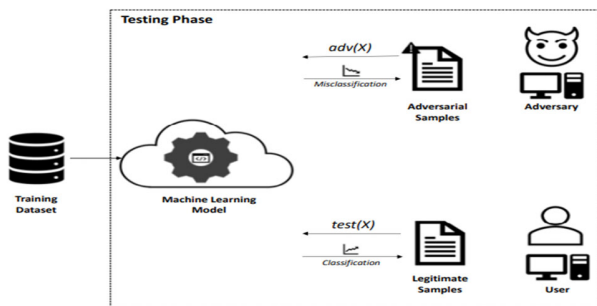 Testing Phase
adv(X)
Misclassification
Adversarial
Samples
Adversary
Training
Dataset
</>
Machine Learning
Model
test(X)
Classification
Legitimate
Samples
User